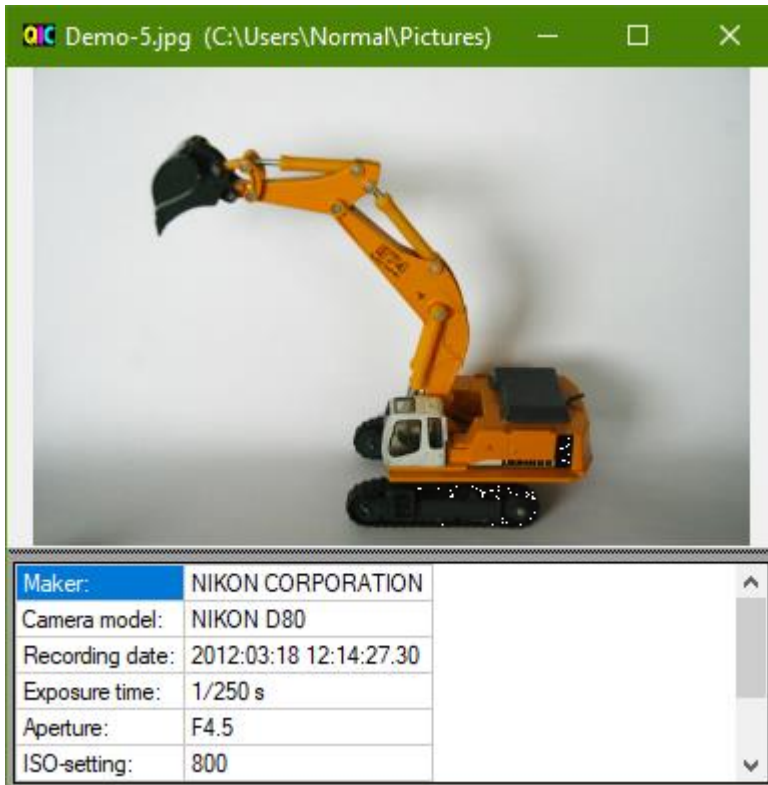 QIC Demo-5.jpg (C:\Users\Normal\Pictures)
LIEBHERR
Maker: NIKON CORPORATION
Camera model: NIKON D80
Recording date: 2012:03:18 12:14:27.30
Exposure time: 1/250 s
Aperture: F4.5
ISO-setting: 800